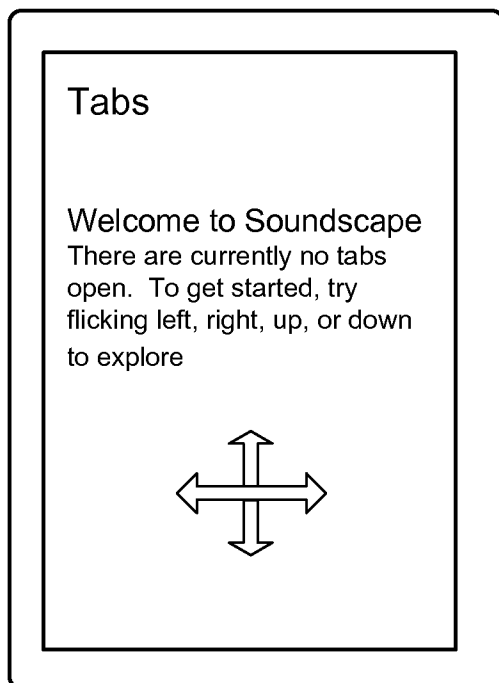 Tabs
Welcome to Soundscape
There are currently no tabs
open.  To get started, try
flicking left, right, up, or down
to explore